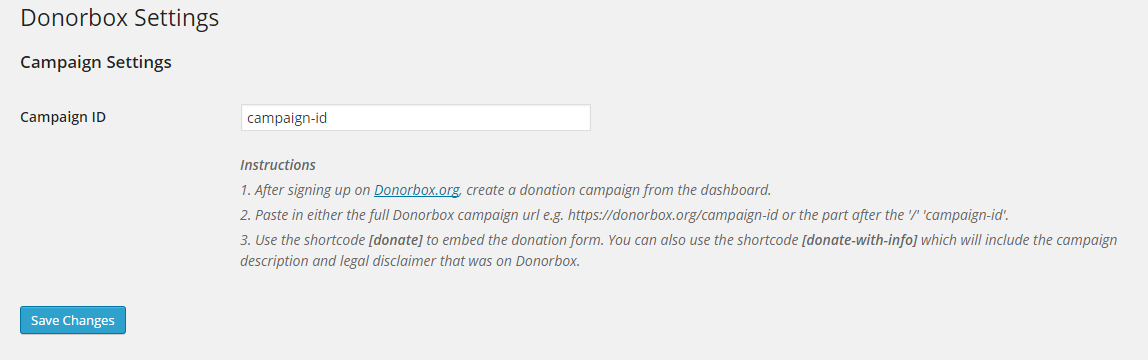 Donorbox Settings
Campaign Settings
Campaign ID
campaign-id
Instructions
1. After signing up on Donorbox.org, create a donation campaign from the dashboard.
2. Paste in either the full Donorbox campaign url e.g. https://donorbox.org/campaign-id or the part after the '/' 'campaign-id'.
3. Use the shortcode [donate] to embed the donation form. You can also use the shortcode [donate-with-info] which will include the campaign
description and legal disclaimer that was on Donorbox.
Save Changes